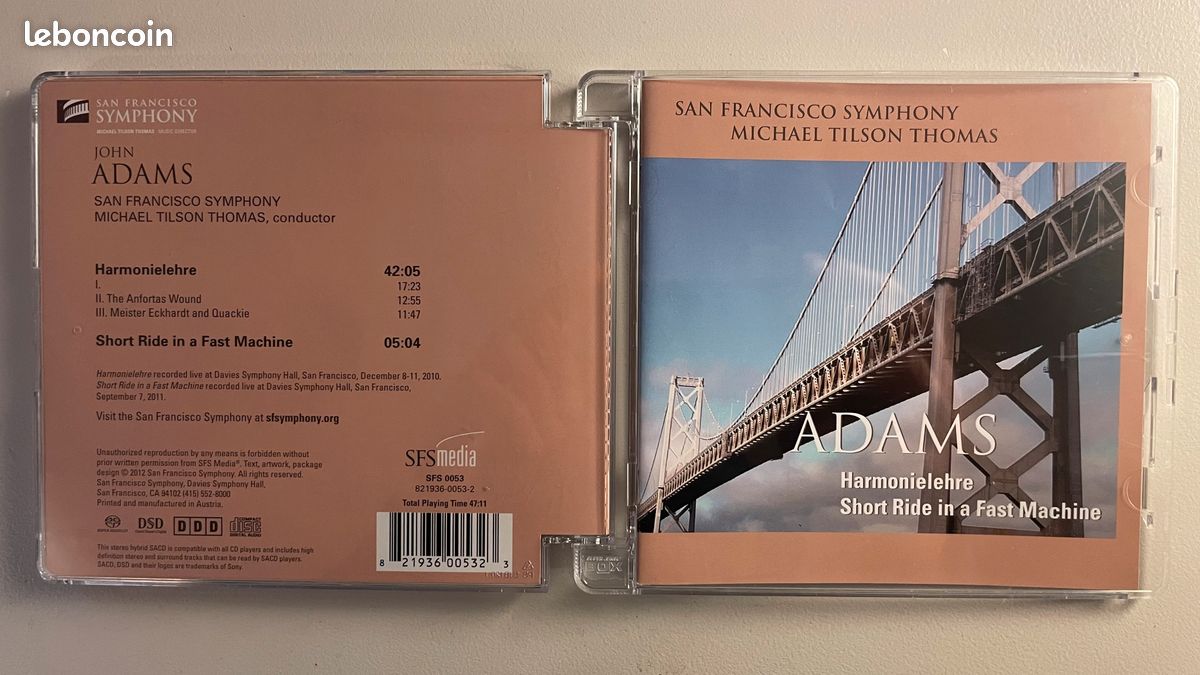 leboncoin
SAN FRANCISCO
SYMPHONY
MICHAEL TILSON THOMAS · MUSIC DIRECTOR
JOHN
ADAMS
SAN FRANCISCO SYMPHONY
MICHAEL TILSON THOMAS, conductor
Harmonielehre 42:05
I. 17:23
II. The Anfortas Wound 12:55
III. Meister Eckhardt and Quackie 11:47
Short Ride in a Fast Machine 05:04
Harmonielehre recorded live at Davies Symphony Hall, San Francisco, December 8-11, 2010.
Short Ride in a Fast Machine recorded live at Davies Symphony Hall, San Francisco,
September 7, 2011.
Visit the San Francisco Symphony at sfsymphony.org
Unauthorized reproduction by any means is forbidden without
prior written permission from SFS Media®. Text, artwork, package
design © 2012 San Francisco Symphony. All rights reserved.
San Francisco Symphony, Davies Symphony Hall,
San Francisco, CA 94102 (415) 552-8000
Printed and manufactured in Austria.
SFSmedia
SFS 0053
821936-0053-2
Total Playing Time 47:11
DSD
DDD
COMPACT
disc
DIGITAL AUDIO
This stereo hybrid SACD is compatible with all CD players and includes high
definition stereo and surround tracks that can be read by SACD players.
SACD, DSD and their logos are trademarks of Sony.
8 21936 00532 3
SAN FRANCISCO SYMPHONY
MICHAEL TILSON THOMAS
ADAMS
Harmonielehre
Short Ride in a Fast Machine
BOX